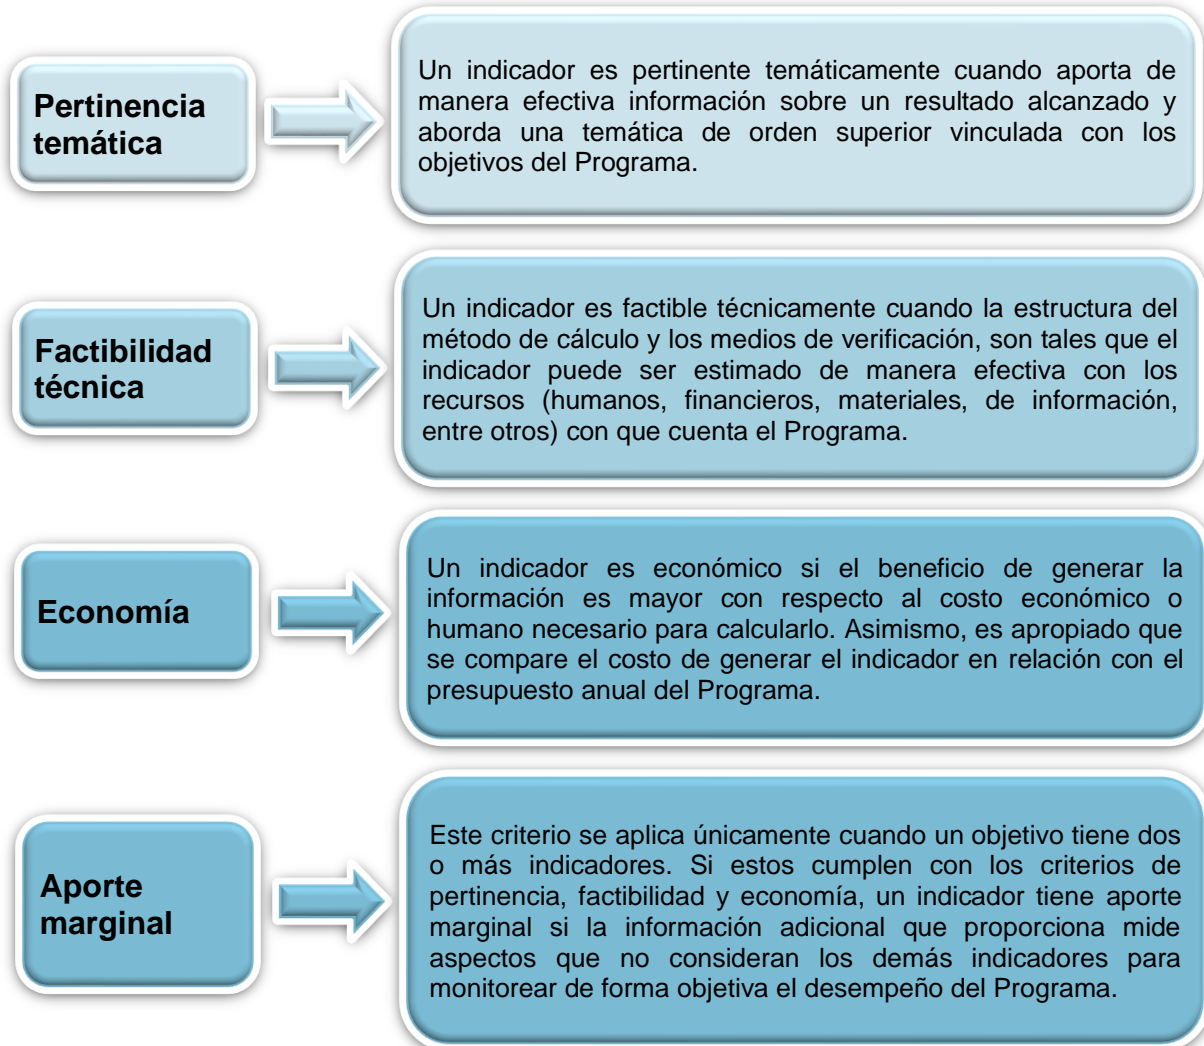 Pertinencia
temática
Un indicador es pertinente temáticamente cuando aporta de
manera efectiva información sobre un resultado alcanzado y
aborda una temática de orden superior vinculada con los
objetivos del Programa.
Factibilidad
técnica
Un indicador es factible técnicamente cuando la estructura del
método de cálculo y los medios de verificación, son tales que el
indicador puede ser estimado de manera efectiva con los
recursos (humanos, financieros, materiales, de información,
entre otros) con que cuenta el Programa.
Economía
Un indicador es económico si el beneficio de generar la
información es mayor con respecto al costo económico o
humano necesario para calcularlo. Asimismo, es apropiado que
se compare el costo de generar el indicador en relación con el
presupuesto anual del Programa.
Aporte
marginal
Este criterio se aplica únicamente cuando un objetivo tiene dos
o más indicadores. Si estos cumplen con los criterios de
pertinencia, factibilidad y economía, un indicador tiene aporte
marginal si la información adicional que proporciona mide
aspectos que no consideran los demás indicadores para
monitorear de forma objetiva el desempeño del Programa.